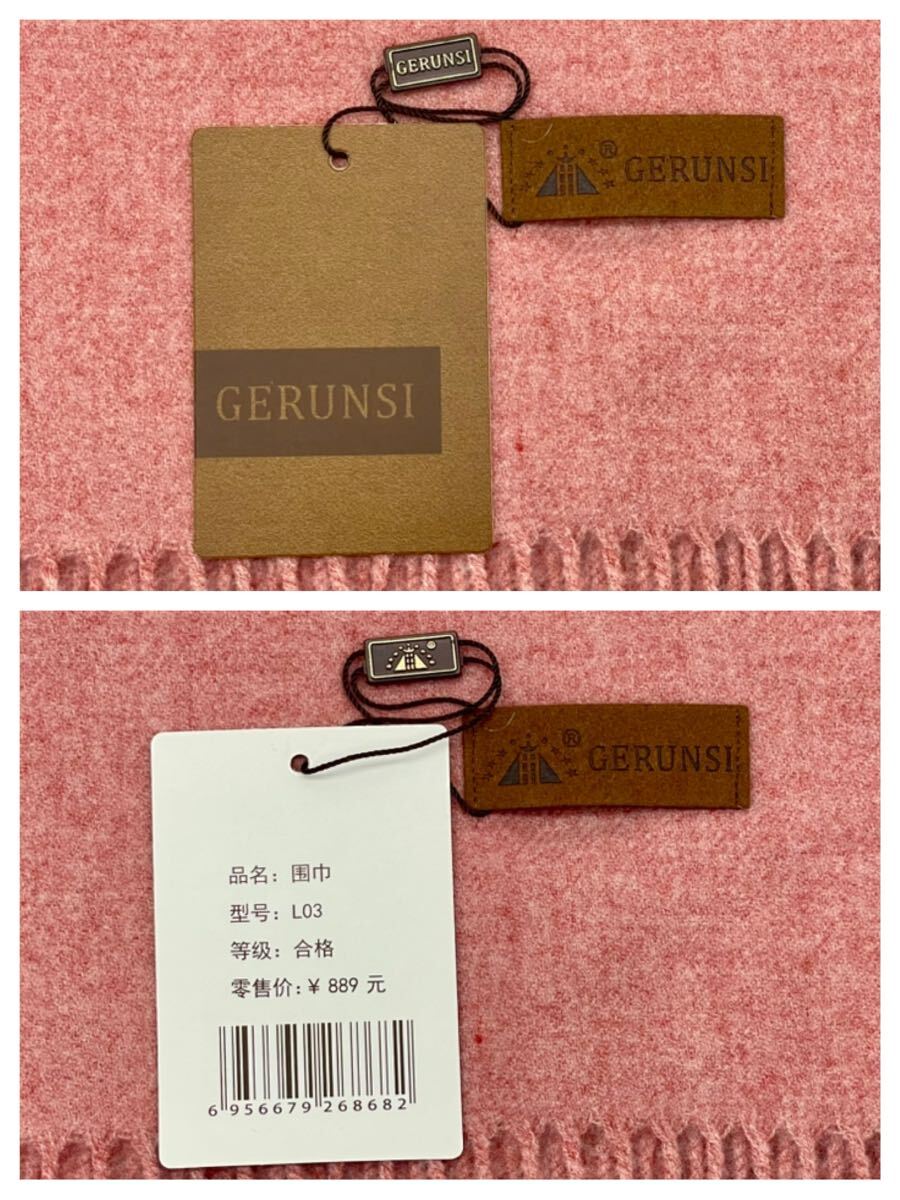 GERUNSI
® GERUNSI
GERUNSI
®
® GERUNSI
品名: 围巾
型号: L03
等级: 合格
零售价: ¥ 889 元
6 956679 268682